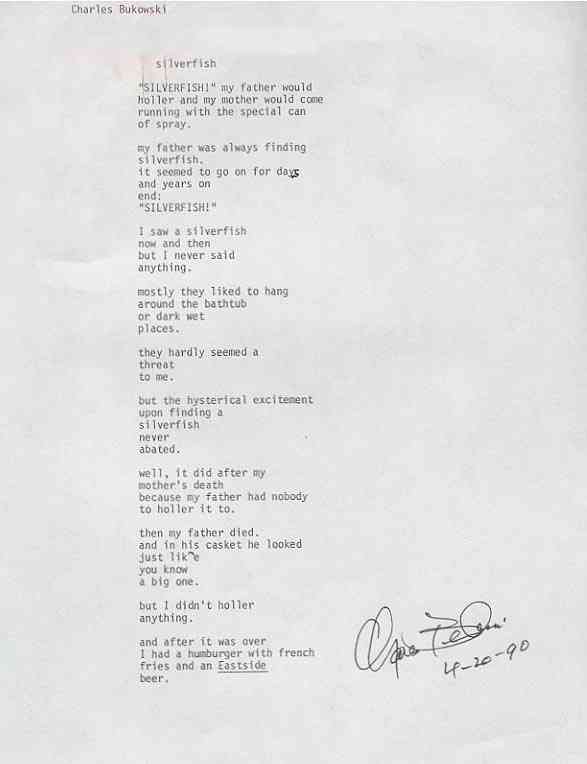 Charles Bukowski
silverfish
"SILVERFISH!" my father would
holler and my mother would come
running with the special can
of spray.
my father was always finding
silverfish.
it seemed to go on for days
and years on
end:
"SILVERFISH!"
I saw a silverfish
now and then
but I never said
anything.
mostly they liked to hang
around the bathtub
or dark wet
places.
they hardly seemed a
threat
to me.
but the hysterical excitement
upon finding a
silverfish
never
abated.
well, it did after my
mother's death
because my father had nobody
to holler it to.
then my father died.
and in his casket he looked
just like
you know
a big one.
but I didn't holler
anything.
and after it was over
I had a humburger with french
fries and an Eastside
beer.
4-20-90